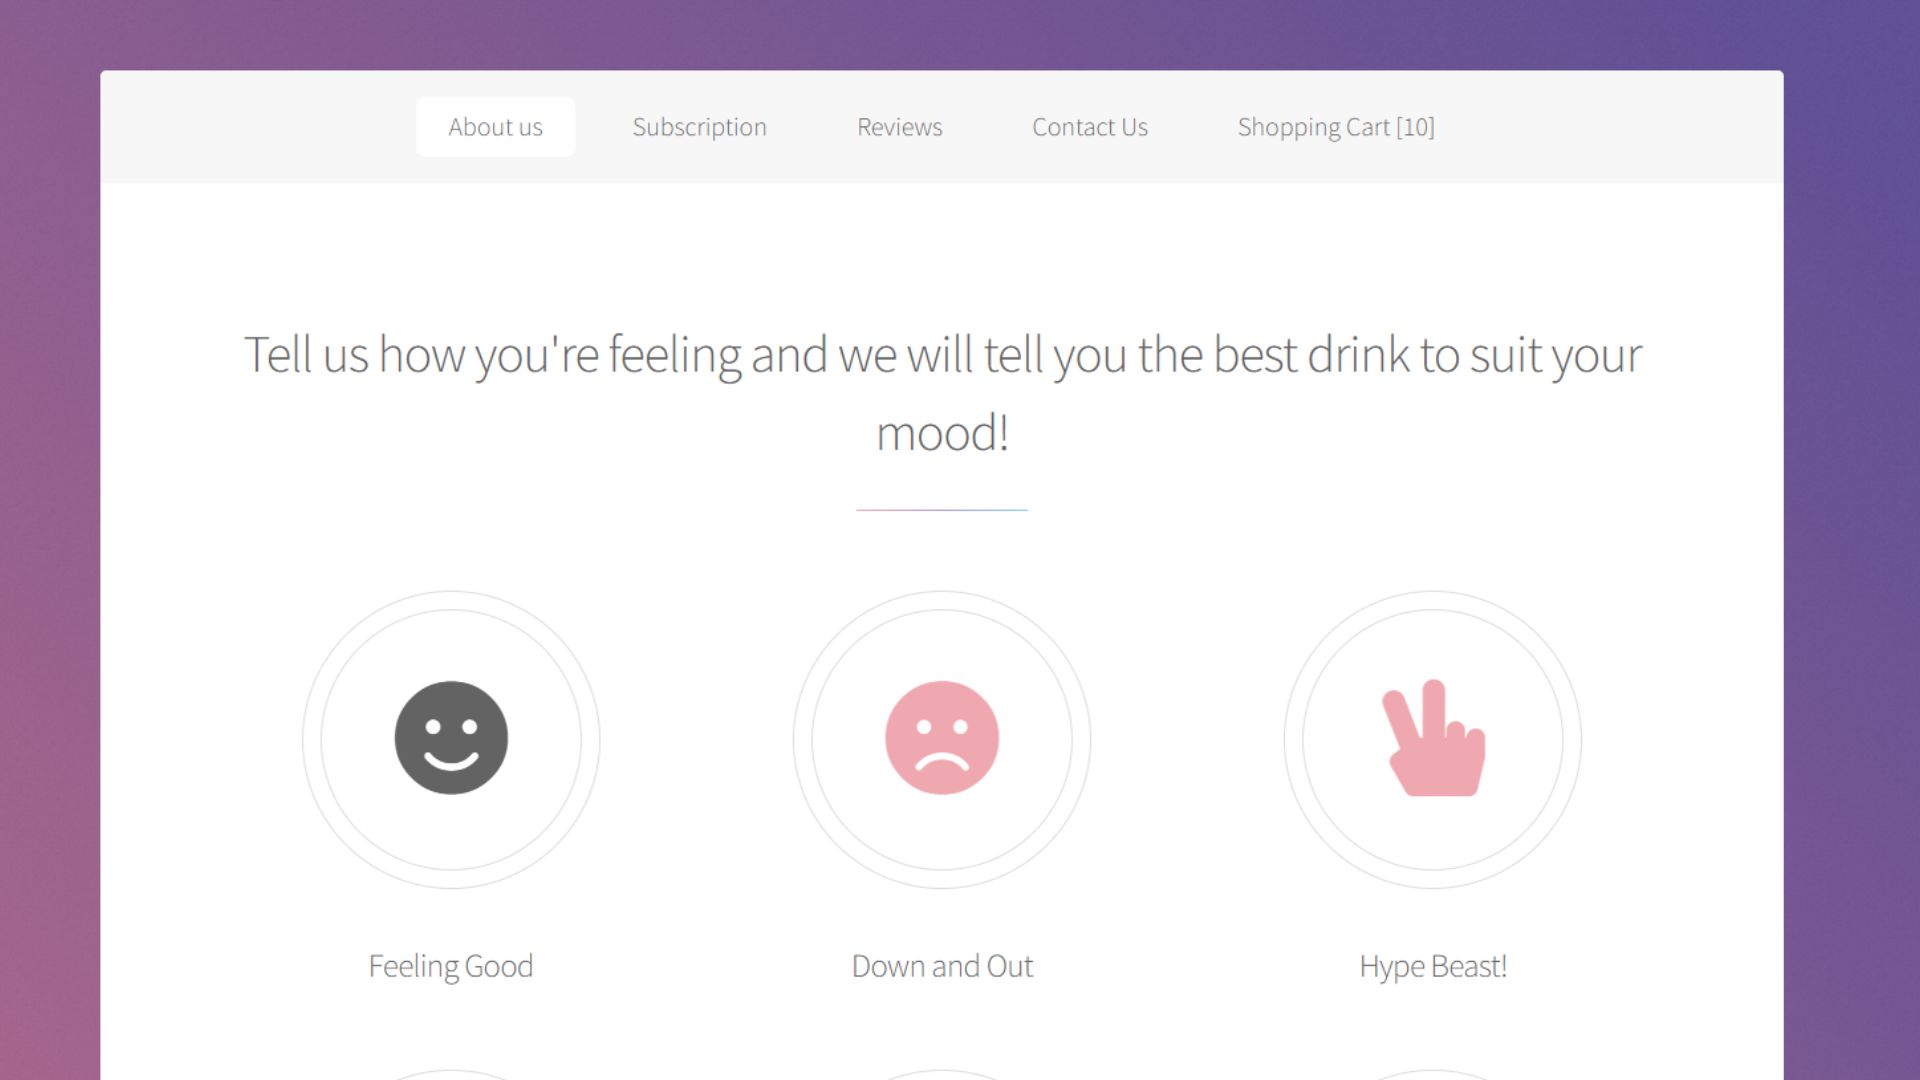 About us
Subscription
Reviews
Contact Us
Shopping Cart [10]
Tell us how you're feeling and we will tell you the best drink to suit your
mood!
Feeling Good
Down and Out
Hype Beast!